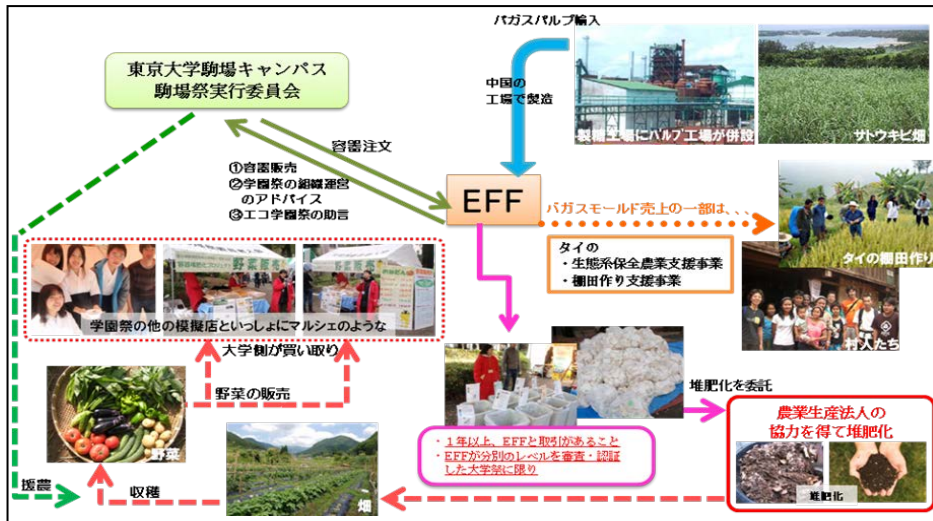 バガスパルプ輸入
東京大学駒場キャンパス
駒場祭実行委員会
中国の
工場で製造
製糖工場にパルプ工場が併設
サトウキビ畑
容器注文
①容器販売
②学園祭の組織運営
のアドバイス
③エコ学園祭の助言
EFF
バガスモールド売上の一部は、、、
タイの
・生態系保全農業支援事業
・棚田作り支援事業
タイの棚田作り
村人たち
野菜販売
野菜販売
学園祭の他の模擬店といっしょにマルシェのような
大学側が買い取り
野菜の販売
野菜
堆肥化を委託
・１年以上、EFFと取引があること
・EFFが分別のレベルを審査・認証
した大学祭に限り
農業生産法人の
協力を得て堆肥化
堆肥化
援農
収穫
畑